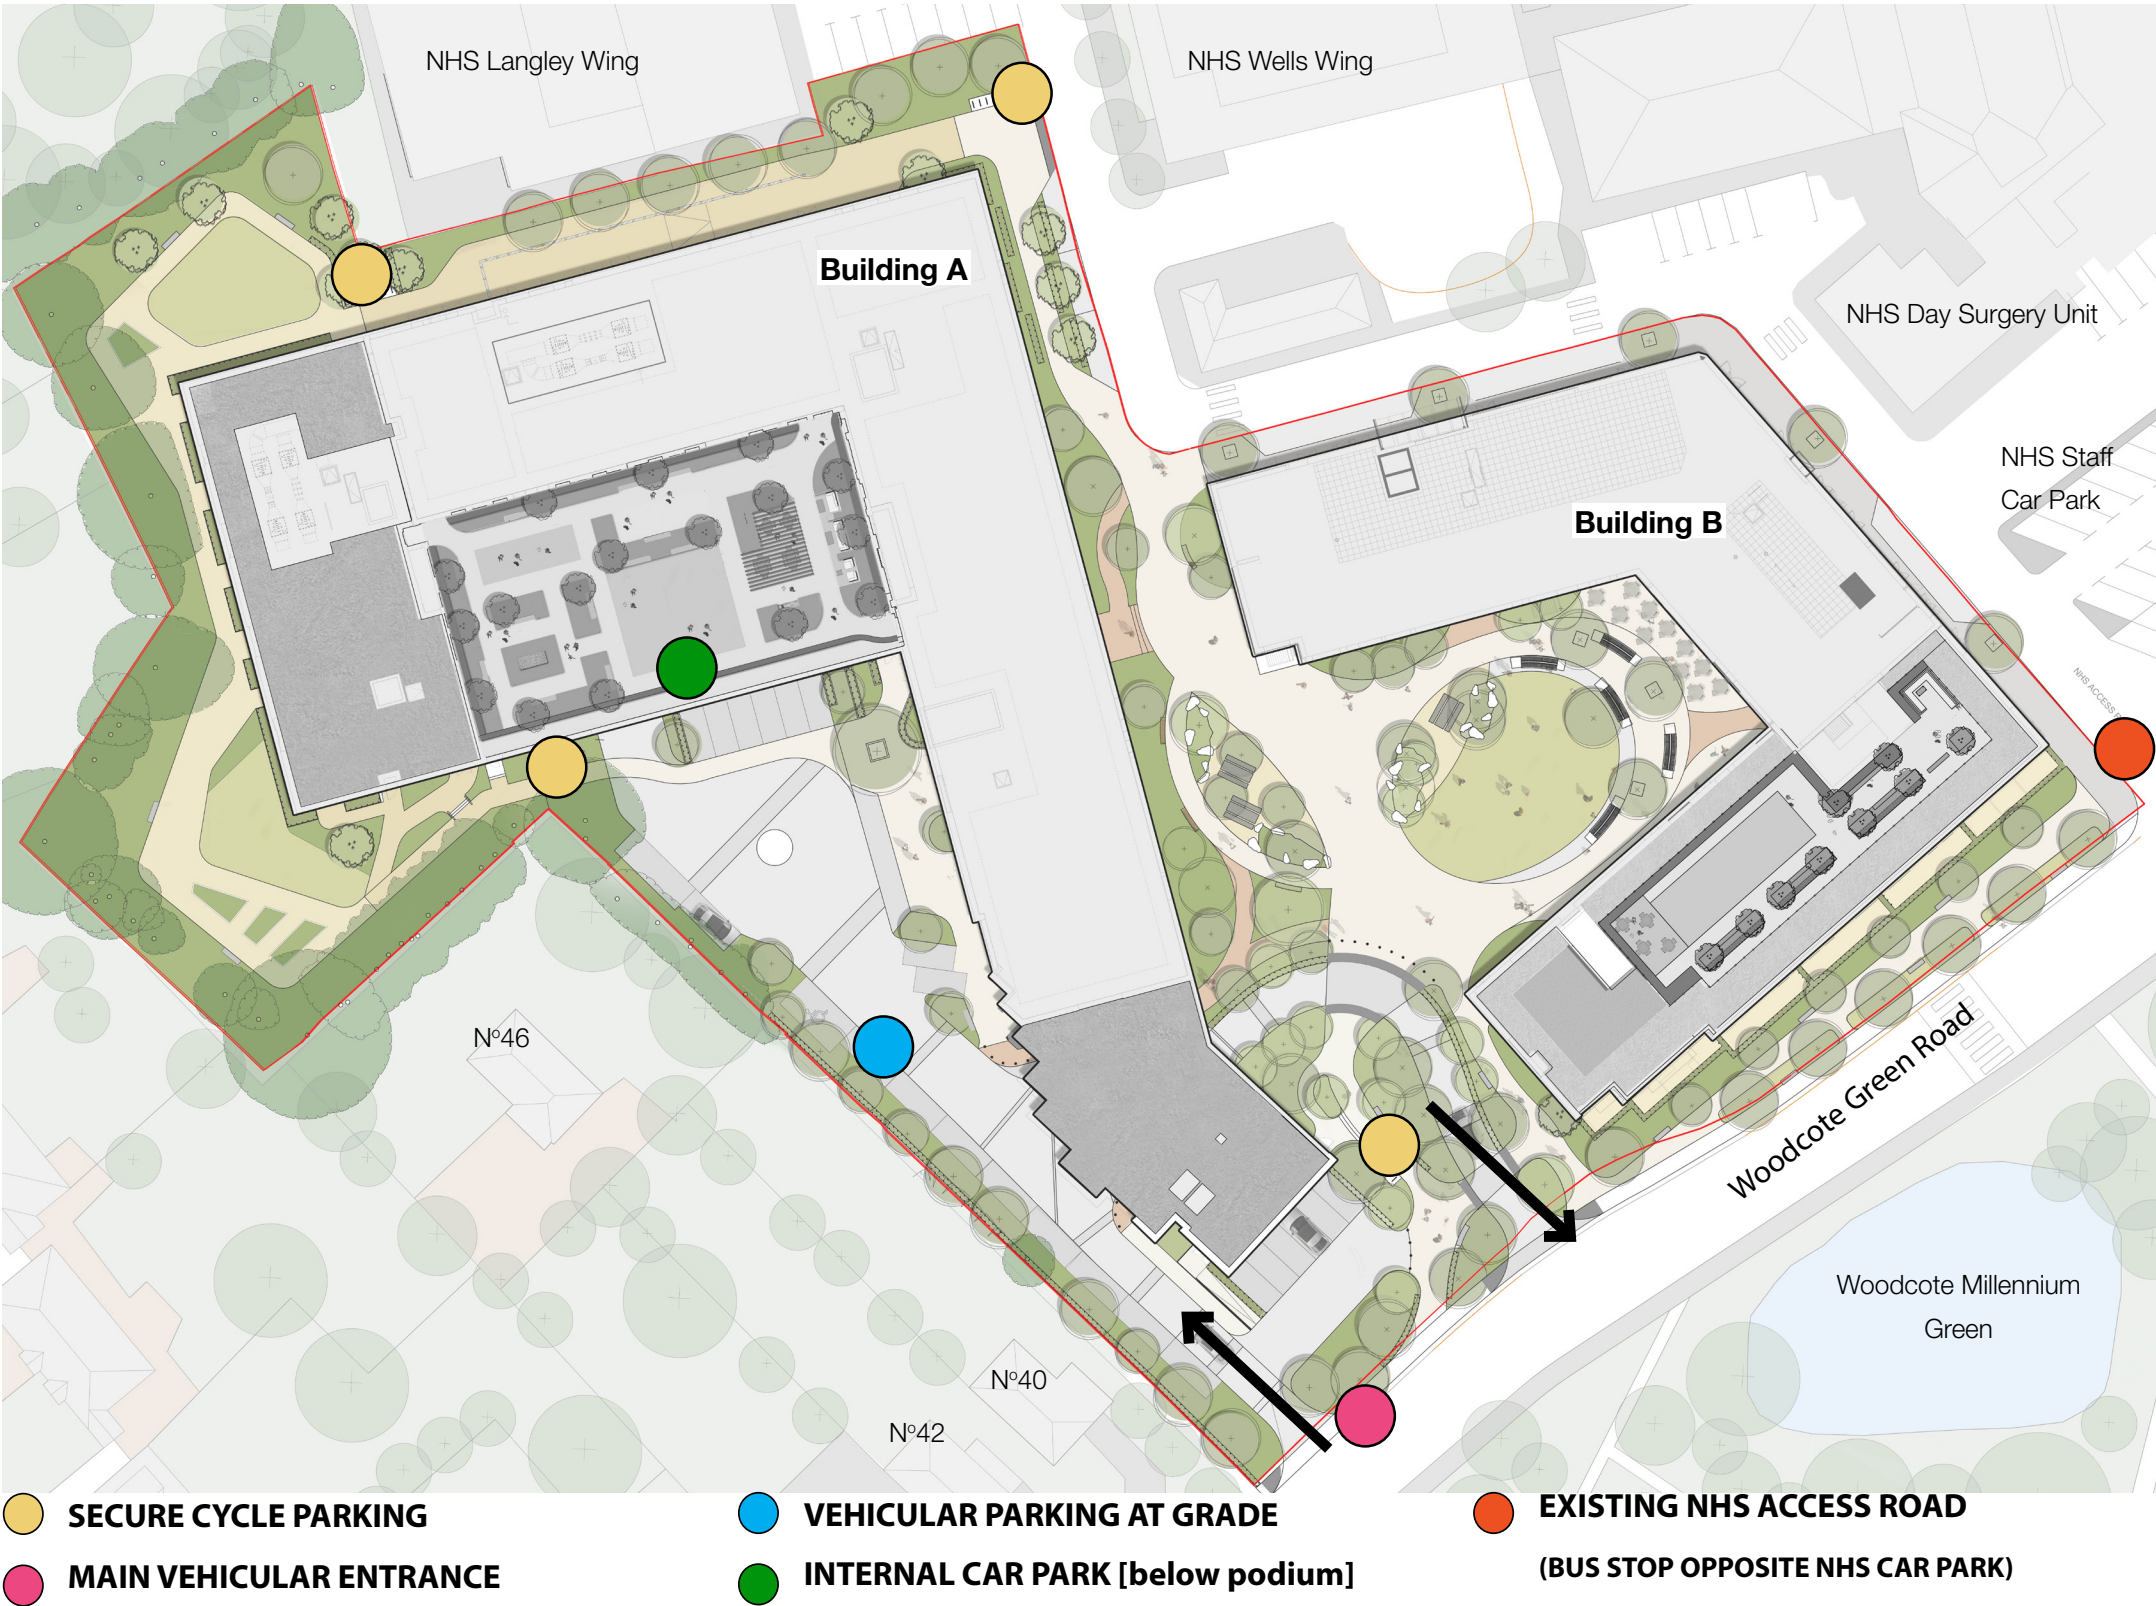 NHS Langley Wing
NHS Wells Wing
Building A
NHS Day Surgery Unit
NHS Staff
Car Park
Building B
NHS ACCESS
Nº46
Woodcote Green Road
Woodcote Millennium
Green
Nº40
Nº42
SECURE CYCLE PARKING
VEHICULAR PARKING AT GRADE
EXISTING NHS ACCESS ROAD
MAIN VEHICULAR ENTRANCE
INTERNAL CAR PARK [below podium]
(BUS STOP OPPOSITE NHS CAR PARK)